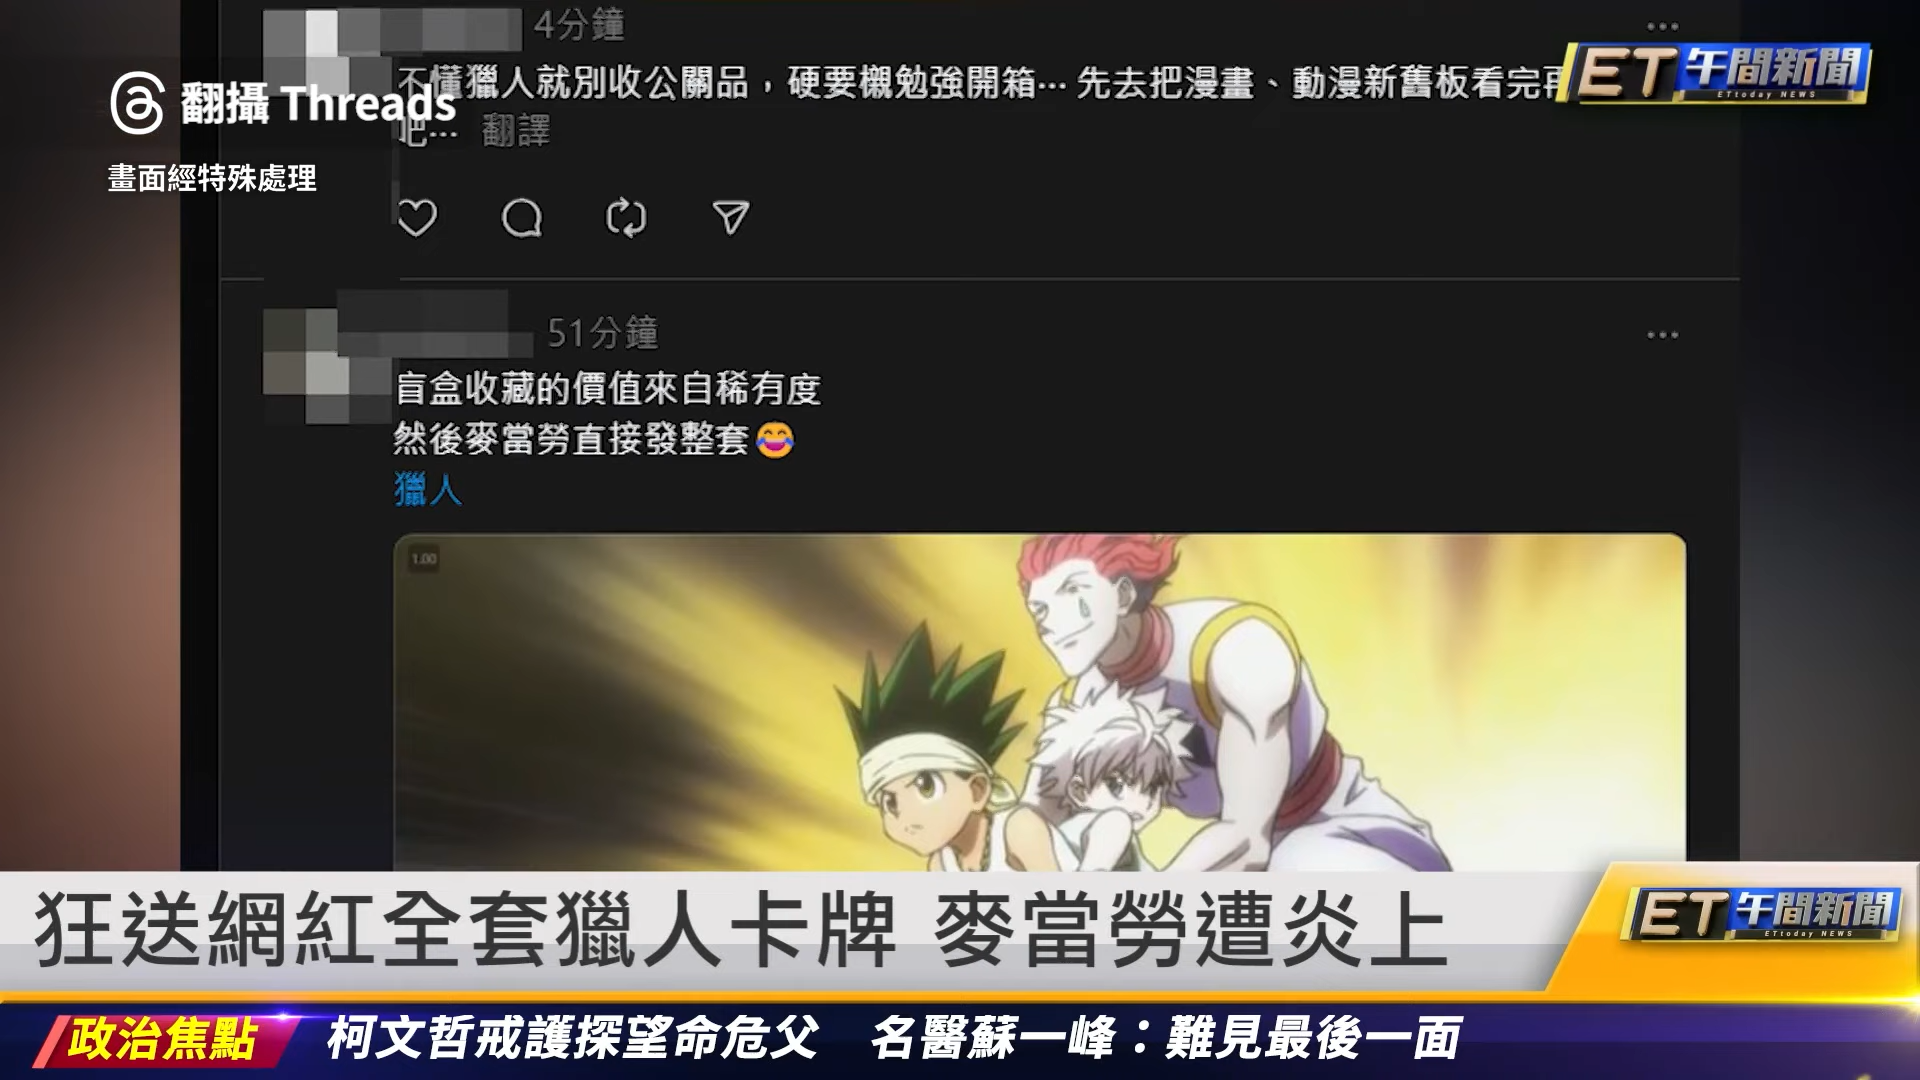 4分鐘
不懂獵人就別收公關品，硬要櫬勉強開箱… 先去把漫畫、動漫新舊板看完再
吧… 翻譯
翻攝 Threads
畫面經特殊處理
ET 午間新聞
ETtoday NEWS
51分鐘
盲盒收藏的價值來自稀有度
然後麥當勞直接發整套😂
獵人
1.00
狂送網紅全套獵人卡牌 麥當勞遭炎上
ET 午間新聞
ETtoday NEWS
政治焦點 柯文哲戒護探望命危父 名醫蘇一峰：難見最後一面